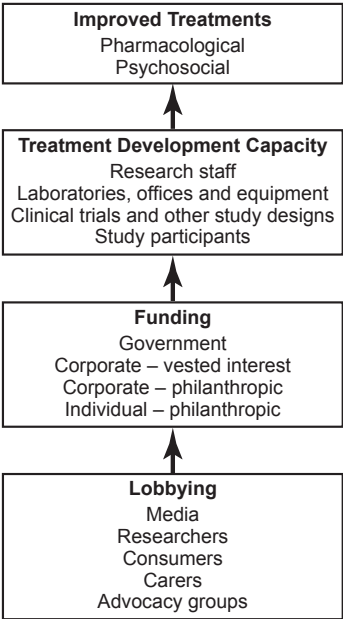 Improved Treatments
Pharmacological
Psychosocial
Treatment Development Capacity
Research staff
Laboratories, offices and equipment
Clinical trials and other study designs
Study participants
Funding
Government
Corporate – vested interest
Corporate – philanthropic
Individual – philanthropic
Lobbying
Media
Researchers
Consumers
Carers
Advocacy groups